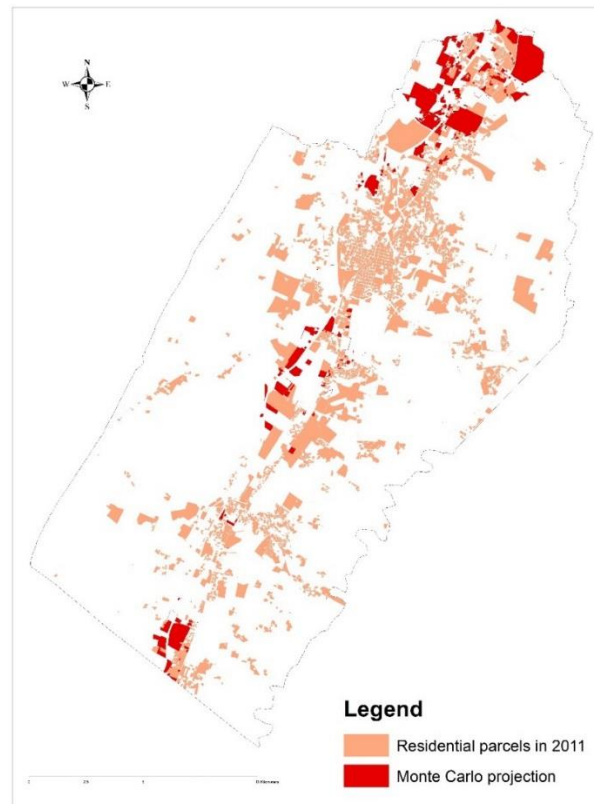 N
W E
S
Legend
Residential parcels in 2011
Monte Carlo projection